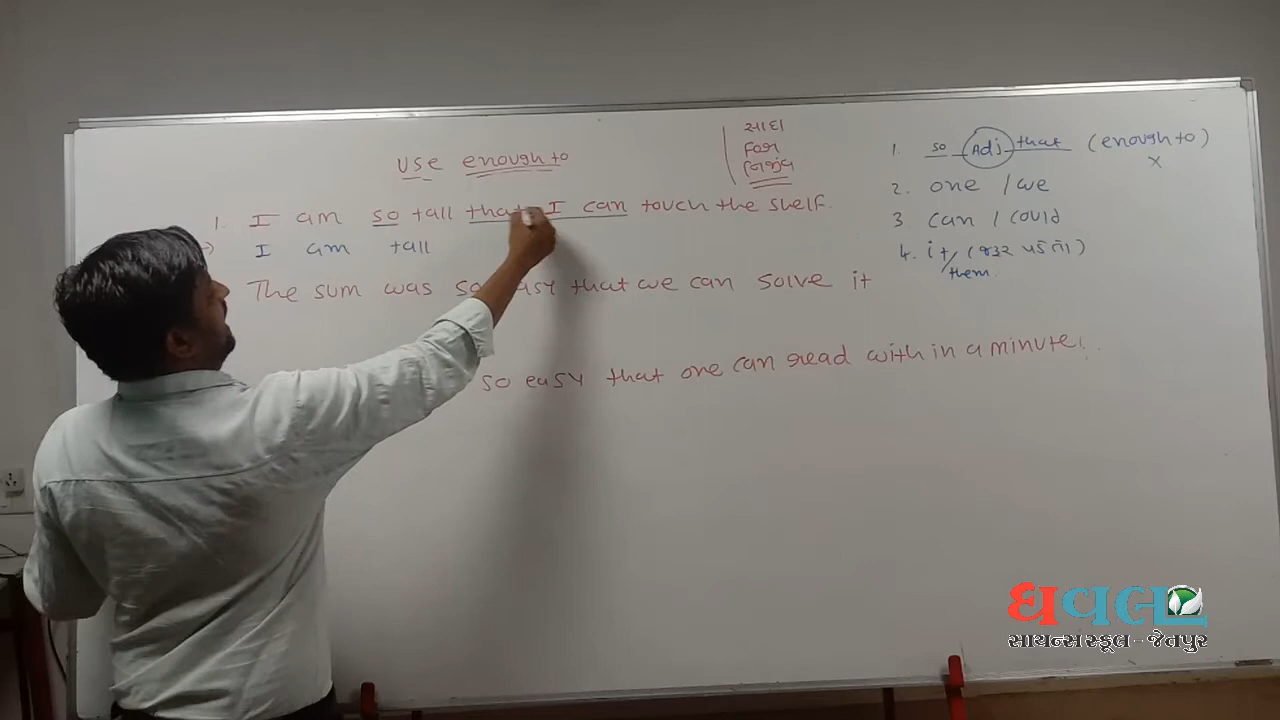 Use enough to
સાદા
For
નિર્જીવ
1. I am so tall that I can touch the shelf.
I am tall
The sum was so easy that we can solve it
so easy that one can read with in a minute.
1. so Adj that (enough to)
x
2. one / we
3 can / could
4. it / (જરૂર પડે તો)
them.
ધવલ
સાયન્સ સ્કૂલ - જેતપુર